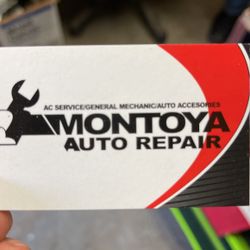 AC SERVICE/GENERAL MECHANIC/AUTO ACCESORIES
MONTOYA
AUTO REPAIR